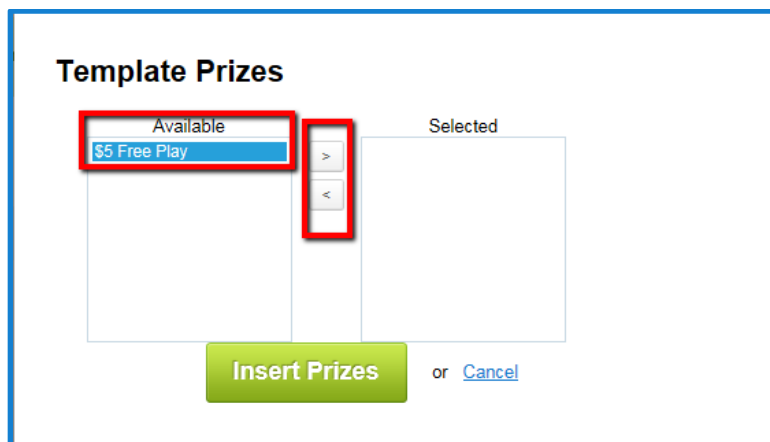 Template Prizes
Available
Selected
$5 Free Play
>
<
Insert Prizes
or Cancel